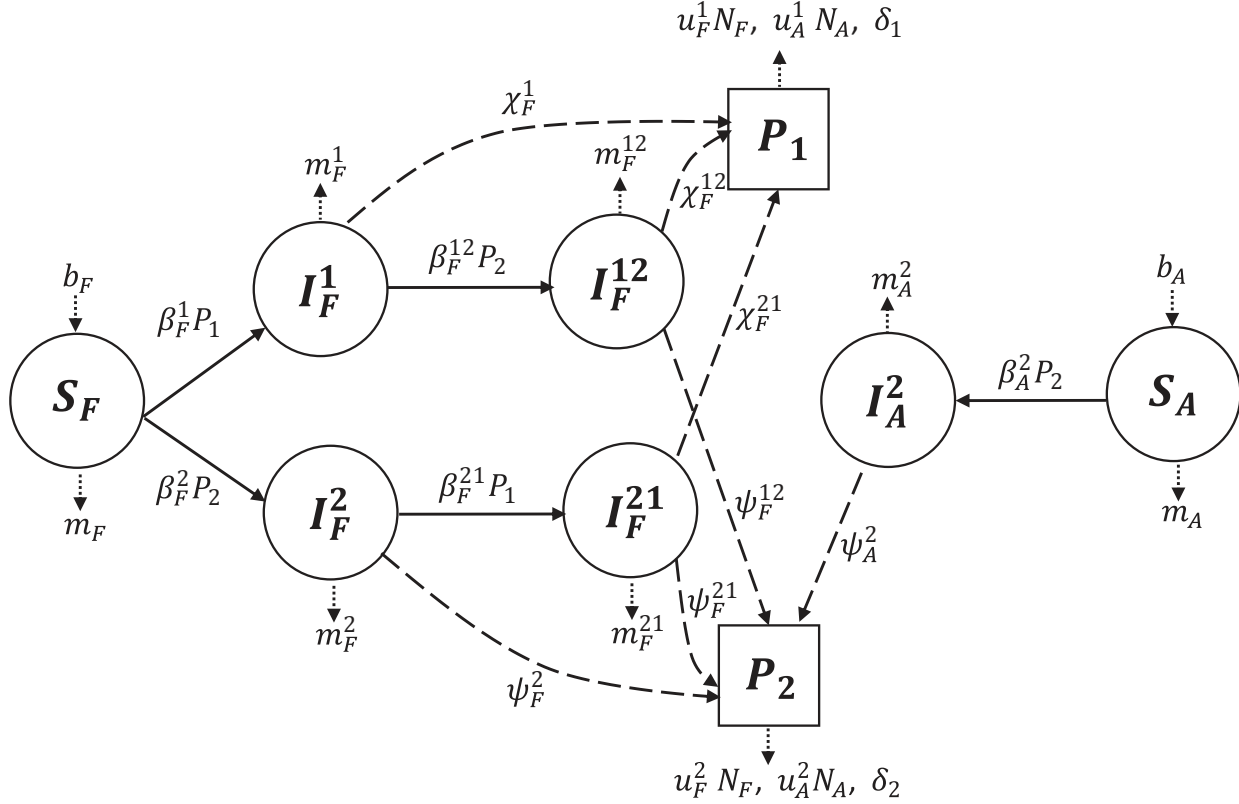 u_F^1 N_F, u_A^1 N_A, δ_1
χ_F^1
P_1
m_F^1
m_F^12
χ_F^12
b_F
β_F^1 P_1
I_F^1
β_F^12 P_2
I_F^12
χ_F^21
m_A^2
b_A
S_F
I_A^2
β_A^2 P_2
S_A
β_F^2 P_2
m_F
I_F^2
β_F^21 P_1
I_F^21
ψ_F^12
ψ_A^2
m_A
m_F^2
m_F^21
ψ_F^21
ψ_F^2
P_2
u_F^2 N_F, u_A^2 N_A, δ_2